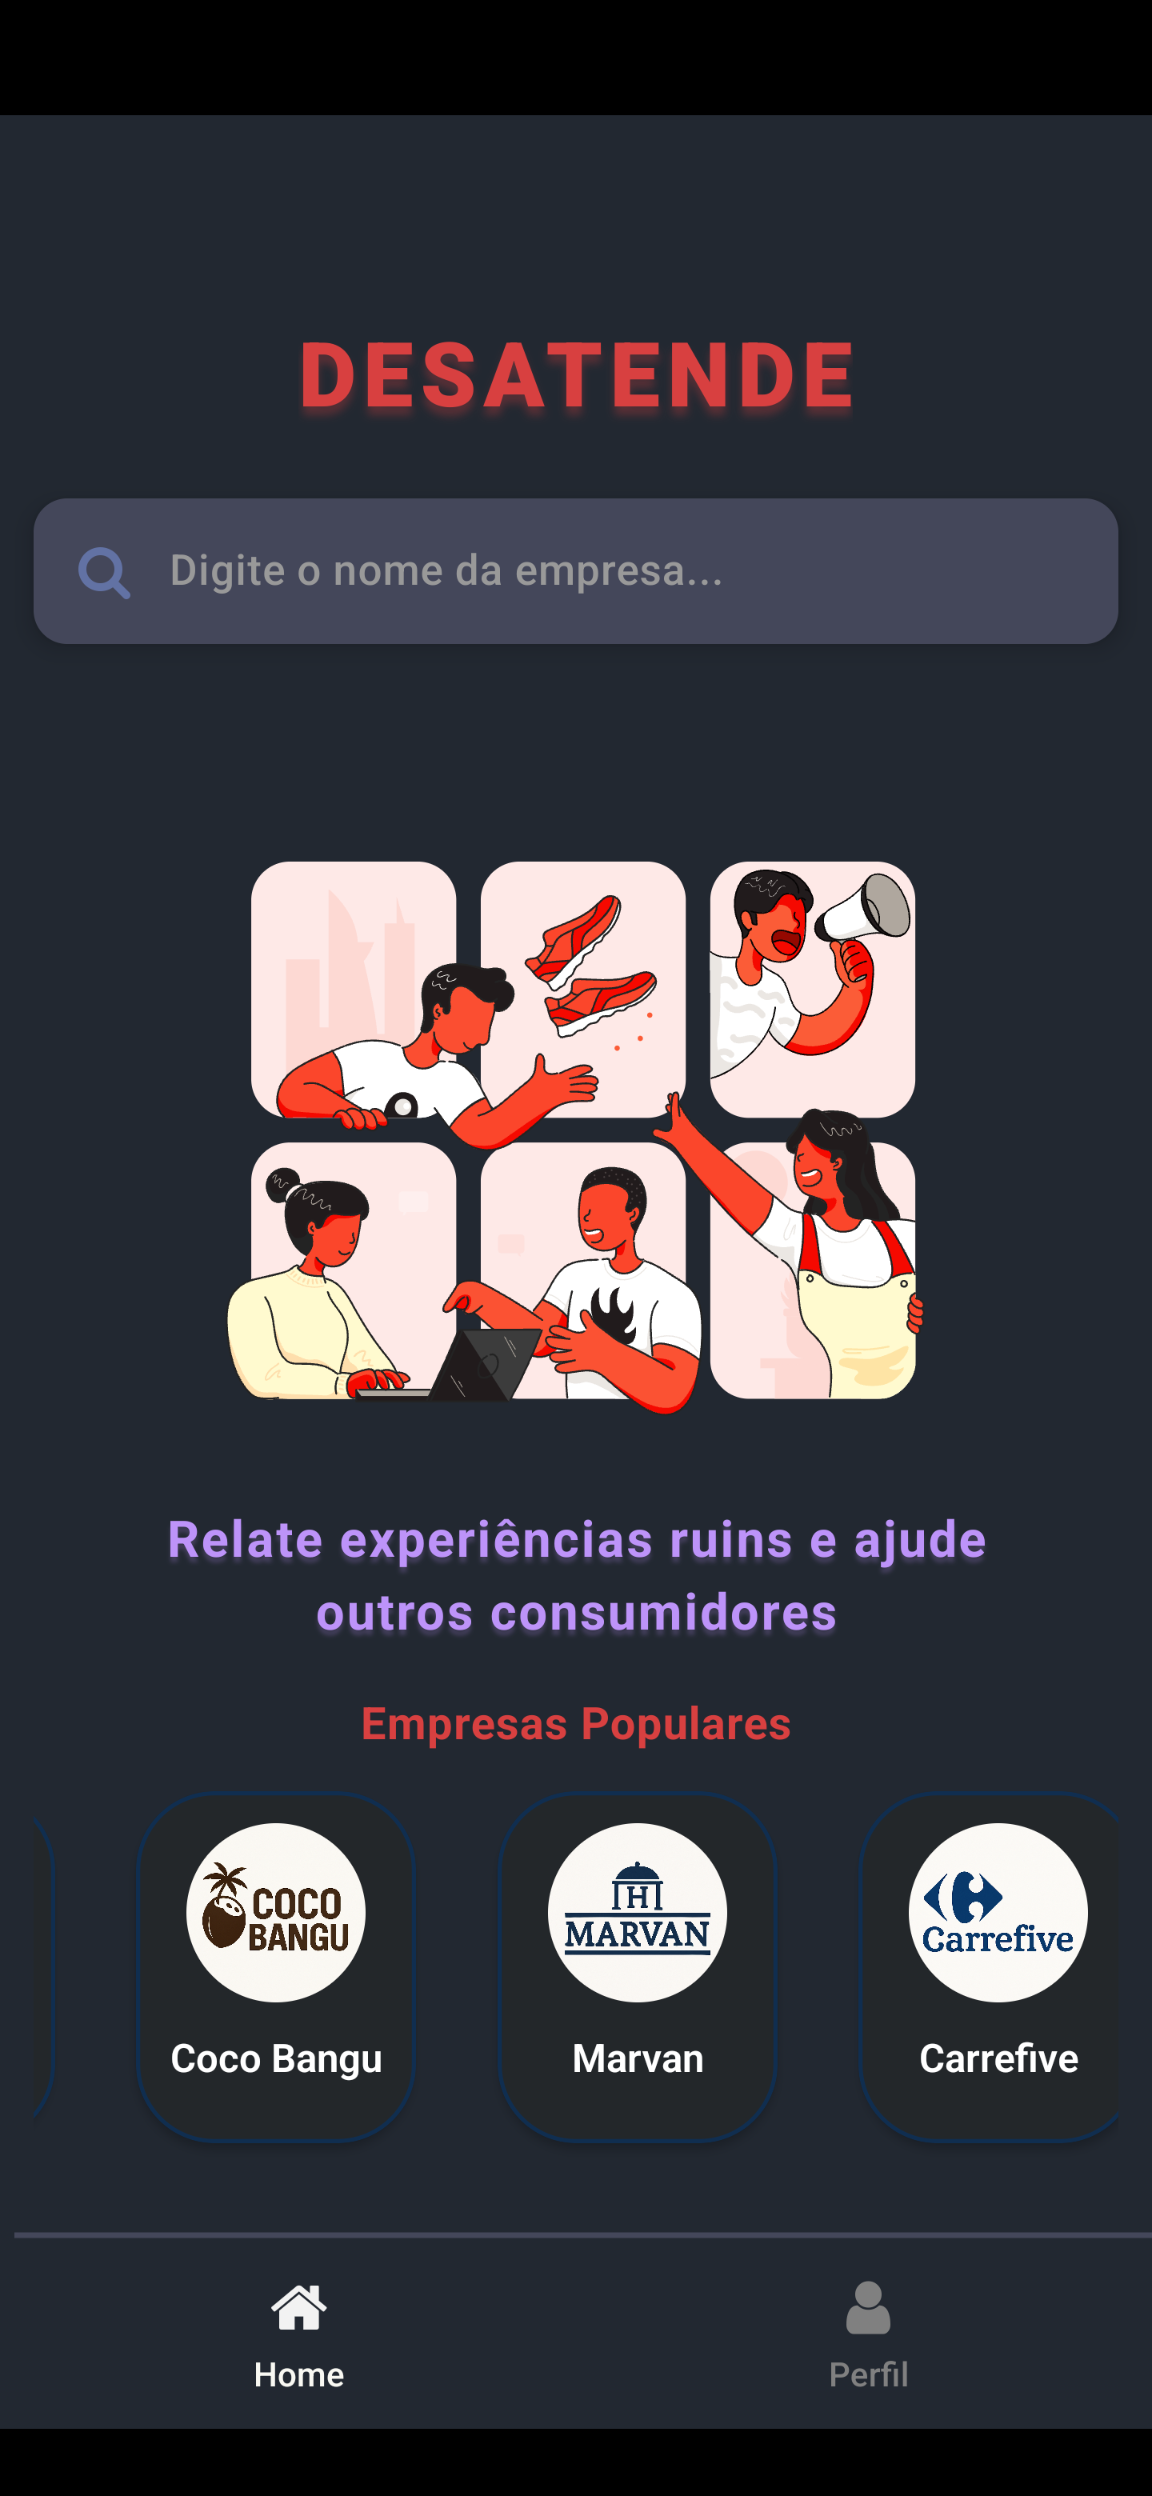 DESATENDE
Digite o nome da empresa...
Relate experiências ruins e ajude
outros consumidores
Empresas Populares
COCO
BANGU
H
MARVAN
Carrefive
Coco Bangu
Marvan
Carrefive
Home
Perfil